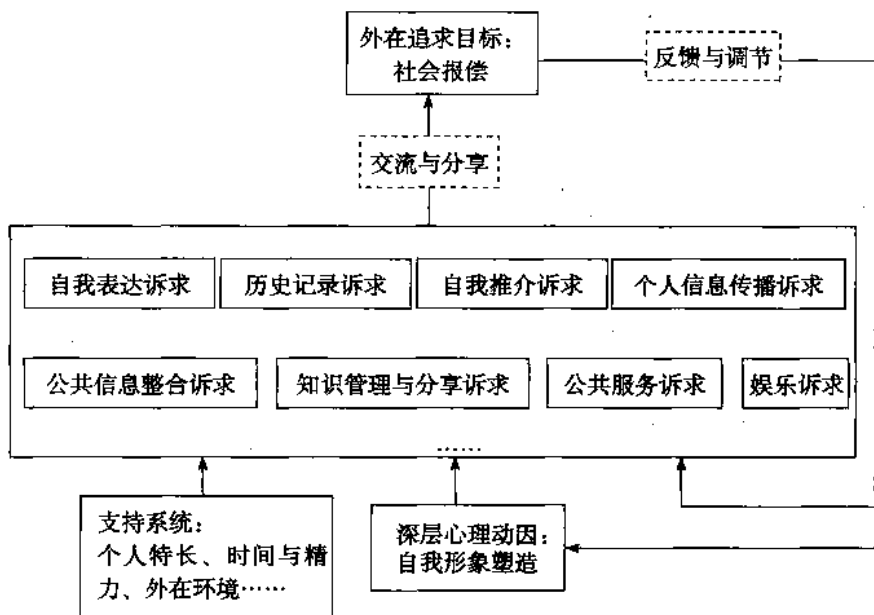 外在追求目标：
社会报偿
反馈与调节
交流与分享
自我表达诉求
历史记录诉求
自我推介诉求
个人信息传播诉求
公共信息整合诉求
知识管理与分享诉求
公共服务诉求
娱乐诉求
……
支持系统：
个人特长、时间与精
力、外在环境……
深层心理动因：
自我形象塑造